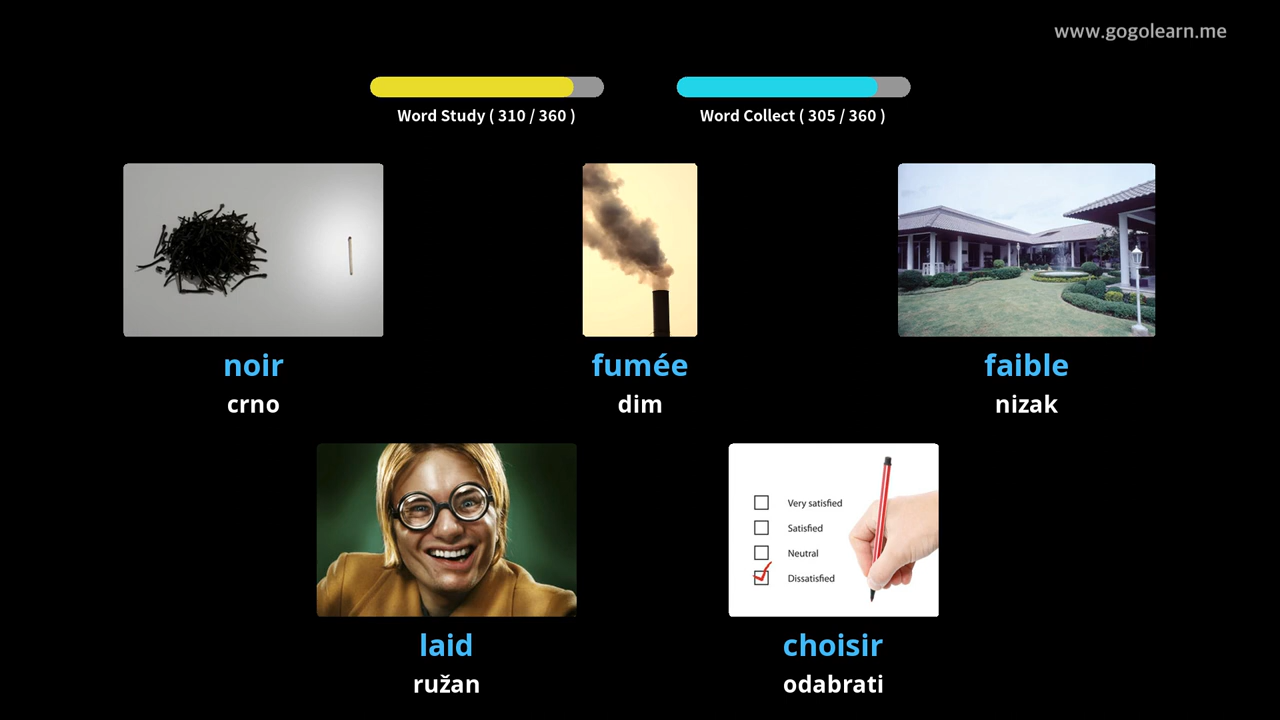 www.gogolearn.me
Word Study ( 310 / 360 )
Word Collect ( 305 / 360 )
noir
crno
fumée
dim
faible
nizak
Very satisfied
Satisfied
Neutral
Dissatisfied
laid
ružan
choisir
odabrati